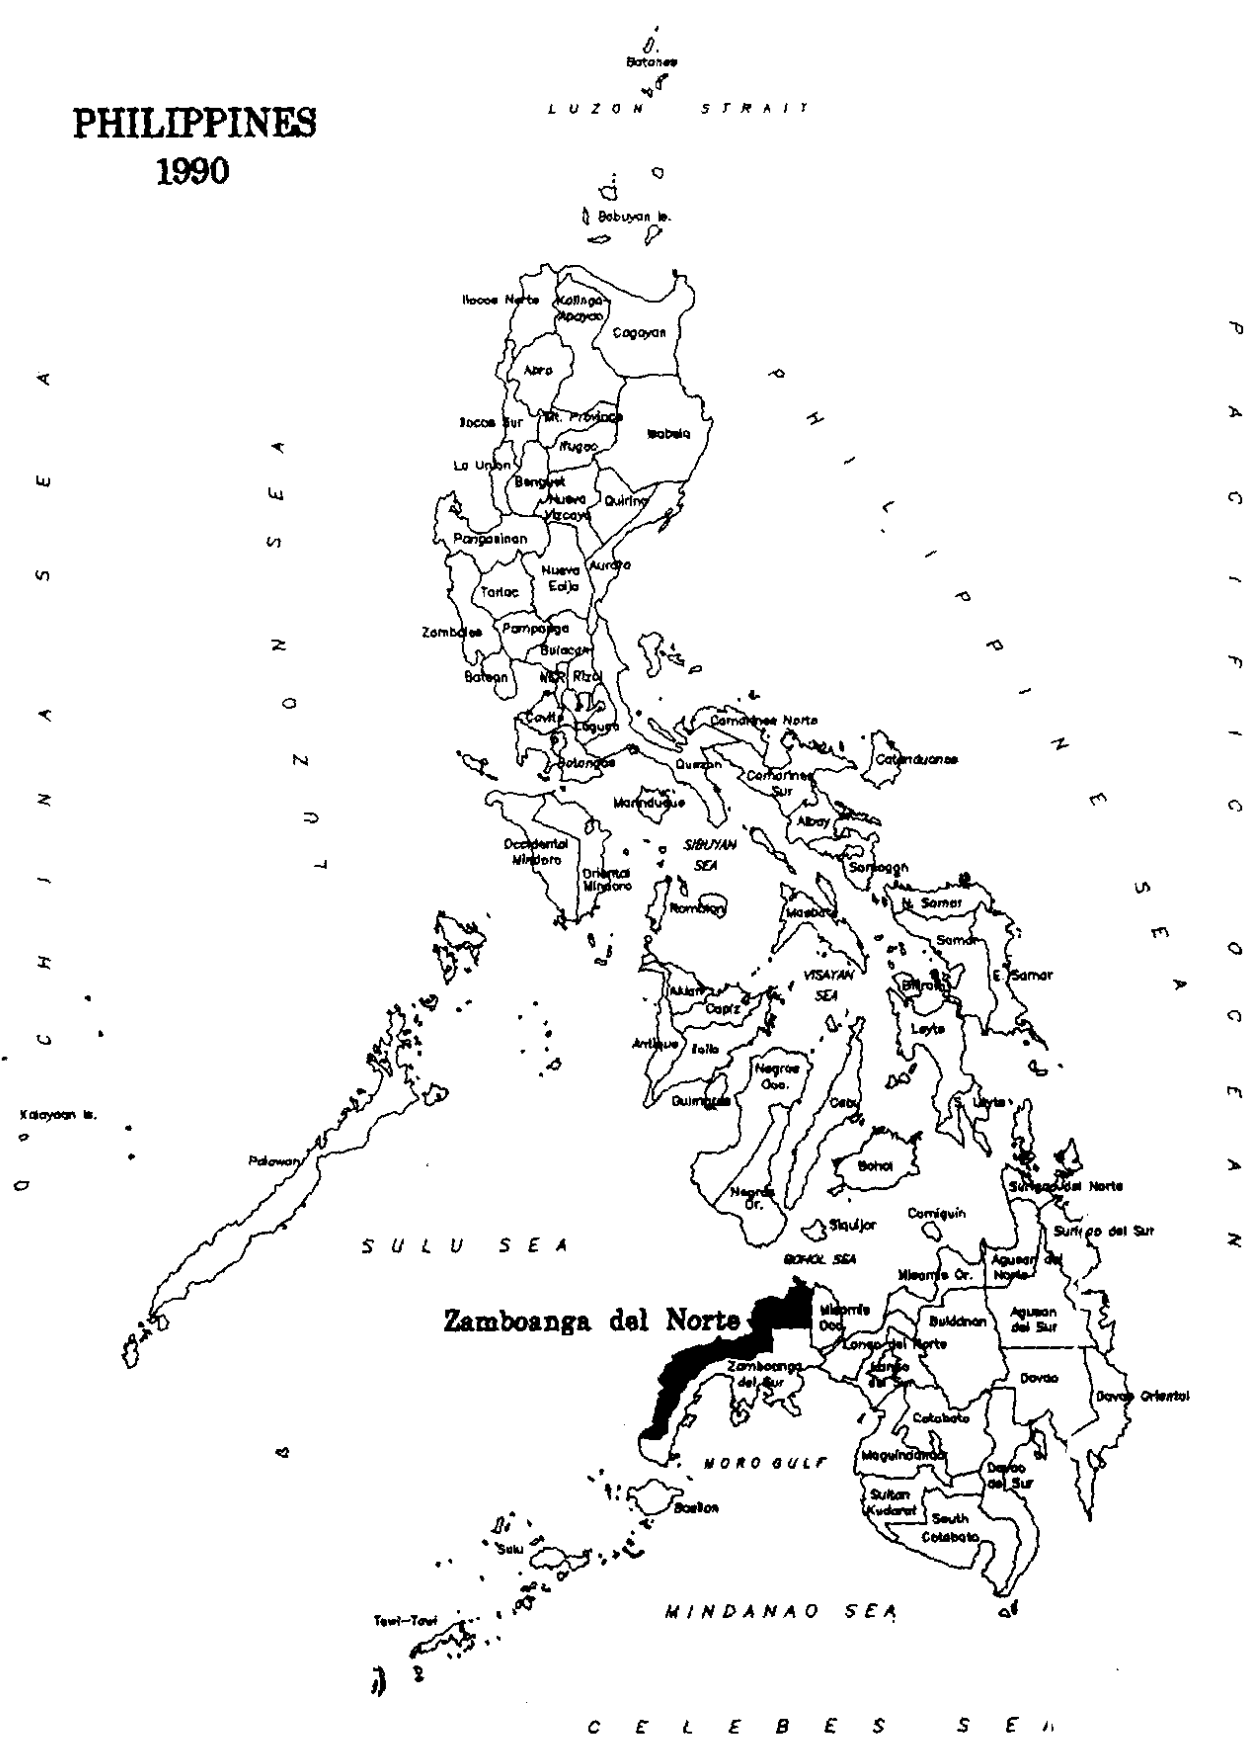 Batanes
LUZON STRAIT
PHILIPPINES
1990
Babuyan Is.
Ilocos Norte
Kalinga-
Apayao
Cagayan
Abra
Ilocos Sur
Mt. Province
Ifugao
Isabela
La Union
Benguet
Nueva
Vizcaya
Quirino
Pangasinan
Nueva
Ecija
Aurora
Tarlac
Zambales
Pampanga
Bulacan
Bataan
NCR
Rizal
Cavite
Laguna
Batangas
Quezon
Camarines Norte
Catanduanes
Camarines
Sur
Marinduque
Albay
Occidental
Mindoro
SIBUYAN
SEA
Sorsogon
Oriental
Mindoro
Romblon
Masbate
N. Samar
Samar
E. Samar
VISAYAN
SEA
Biliran
Aklan
Capiz
Leyte
Antique
Iloilo
Negros
Occ.
Guimaras
Cebu
S. Leyte
Kalayaan Is.
Palawan
Bohol
Surigao del Norte
Negros
Or.
Siquijor
Camiguin
Surigao del Sur
SULU SEA
BOHOL SEA
Agusan del
Norte
Misamis Or.
Zamboanga del Norte
Misamis
Occ.
Bukidnon
Agusan
del Sur
Lanao del Norte
Lanao
del Sur
Zamboanga
del Sur
Davao
Davao Oriental
Cotabato
MORO GULF
Maguindanao
Davao
del Sur
Sultan
Kudarat
South
Cotabato
Basilan
Sulu
Tawi-Tawi
MINDANAO SEA
CELEBES SEA
CHINA SEA
LUZON SEA
PHILIPPINE SEA
PACIFIC OCEAN